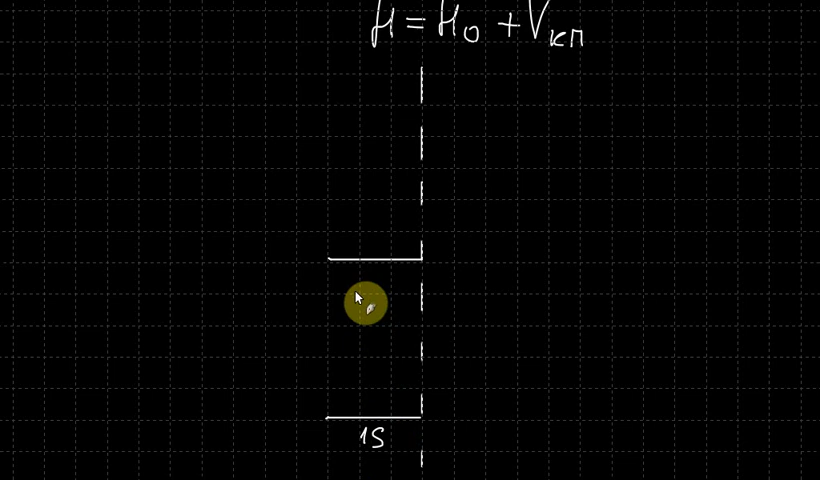 H = H₀ + Vкп
1S